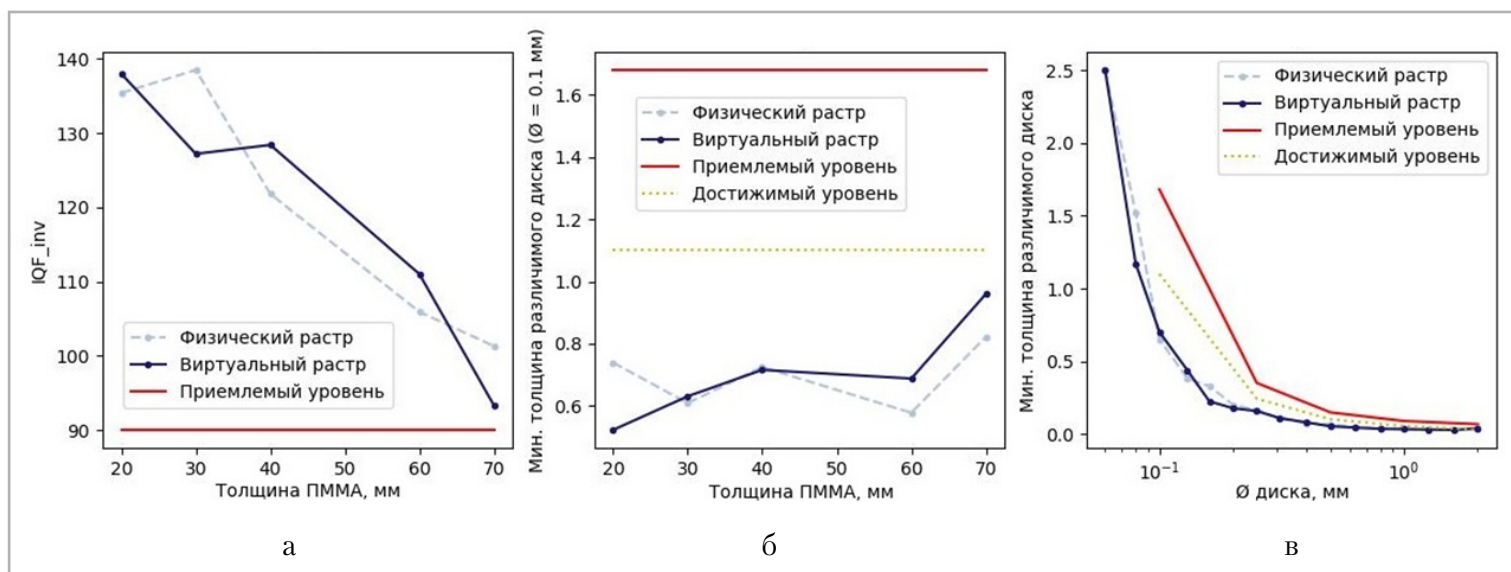 140
130
120
110
100
90
IQF_inv
Физический растр
Виртуальный растр
Приемлемый уровень
20 30 40 50 60 70
Толщина ПММА, мм
а
Мин. толщина различимого диска (Ø = 0.1 мм)
1.6
1.4
1.2
1.0
0.8
0.6
Физический растр
Виртуальный растр
Приемлемый уровень
Достижимый уровень
20 30 40 50 60 70
Толщина ПММА, мм
б
Мин. толщина различимого диска
2.5
2.0
1.5
1.0
0.5
0.0
Физический растр
Виртуальный растр
Приемлемый уровень
Достижимый уровень
10⁻¹ 10⁰
Ø диска, мм
в